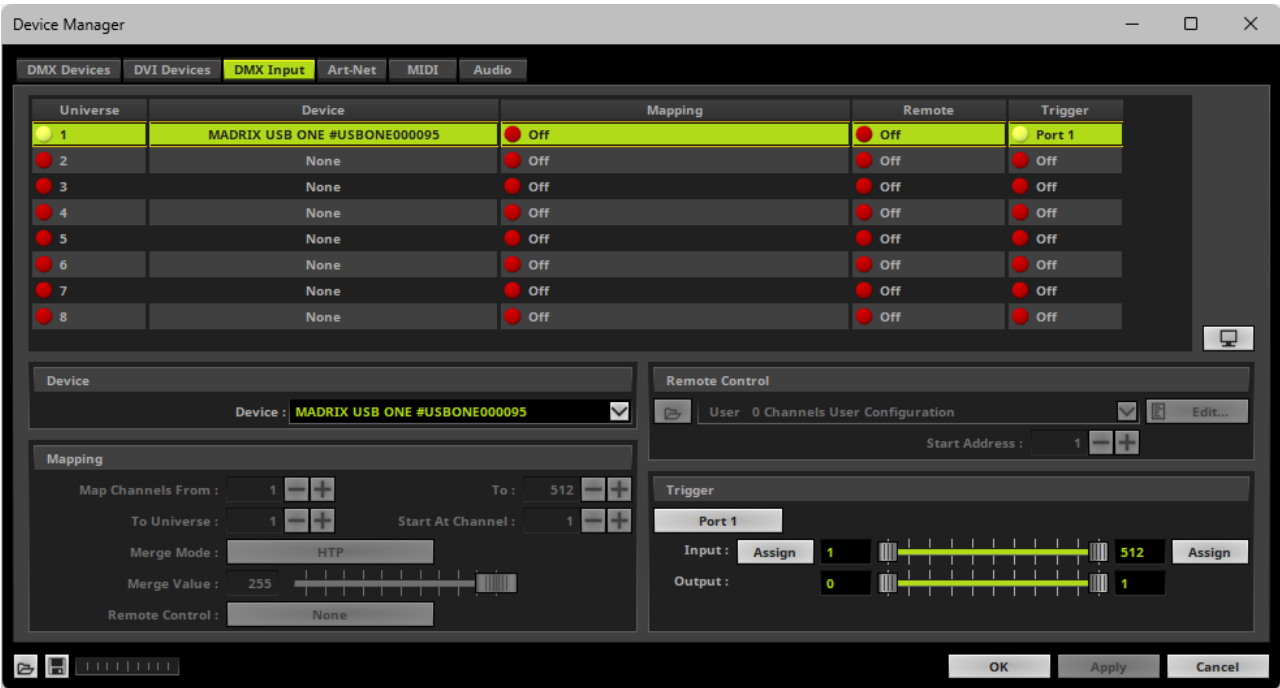 Device Manager
DMX Devices DVI Devices DMX Input Art-Net MIDI Audio
Universe Device Mapping Remote Trigger
1 MADRIX USB ONE #USBONE000095 Off Off Port 1
2 None Off Off Off
3 None Off Off Off
4 None Off Off Off
5 None Off Off Off
6 None Off Off Off
7 None Off Off Off
8 None Off Off Off
Device
Device : MADRIX USB ONE #USBONE000095
Mapping
Map Channels From : 1 To : 512
To Universe : 1 Start At Channel : 1
Merge Mode : HTP
Merge Value : 255
Remote Control : None
Remote Control
User 0 Channels User Configuration Edit...
Start Address : 1
Trigger
Port 1
Input : Assign 1 512 Assign
Output : 0 1
OK Apply Cancel